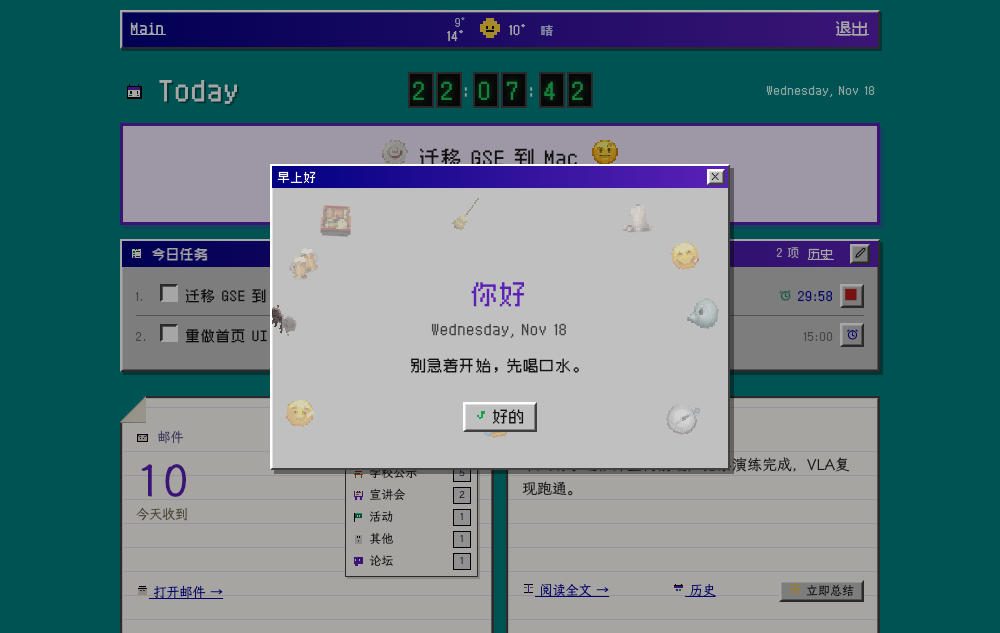 Main
9°
14°
10°
晴
退出
Today
22:07:42
Wednesday, Nov 18
迁移 GSE 到 Mac
早上好
今日任务
2 项
历史
1.
迁移 GSE 到
29:58
2.
重做首页 UI
15:00
你好
Wednesday, Nov 18
别急着开始，先喝口水。
好的
邮件
10
今天收到
学校公示
5
宣讲会
2
活动
1
其他
1
论坛
1
打开邮件 →
演练完成，VLA复
现跑通。
阅读全文 →
历史
立即总结